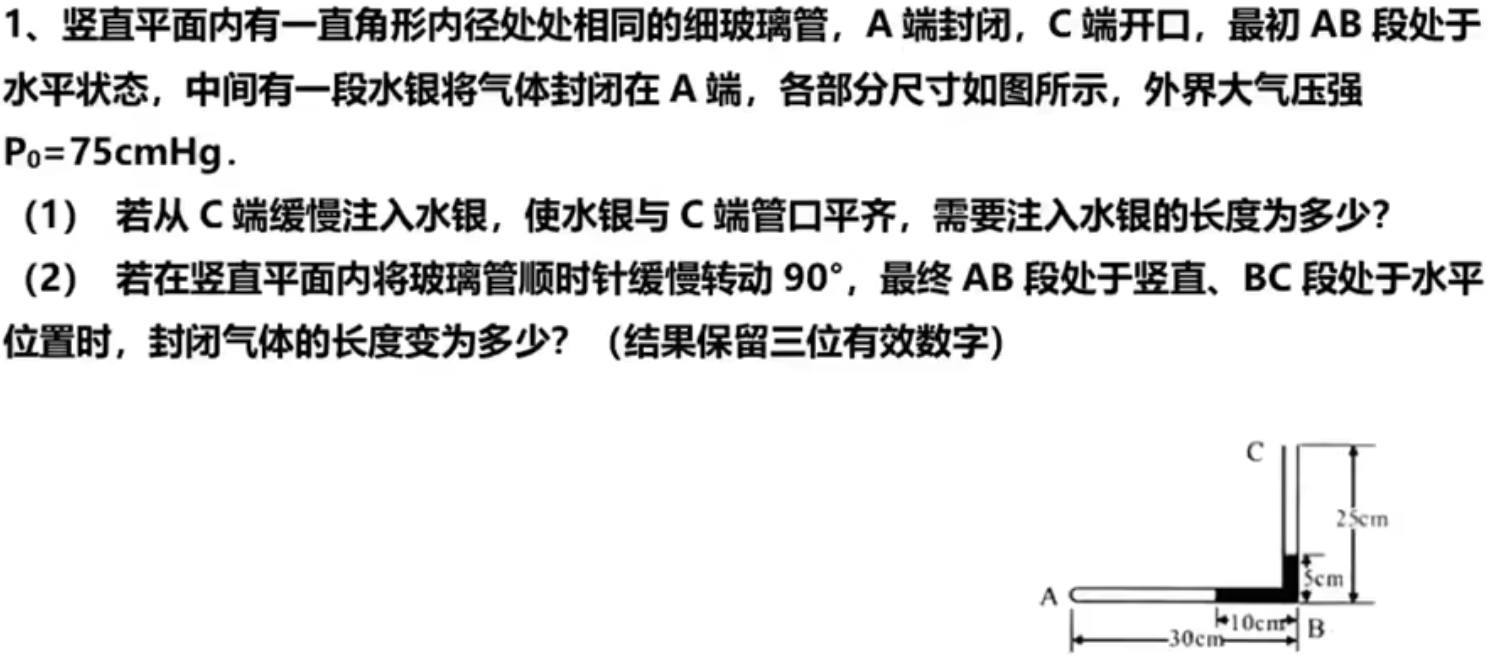 1、竖直平面内有一直角形内径处处相同的细玻璃管，A 端封闭，C 端开口，最初 AB 段处于
水平状态，中间有一段水银将气体封闭在 A 端，各部分尺寸如图所示，外界大气压强
P₀=75cmHg．
（1） 若从 C 端缓慢注入水银，使水银与 C 端管口平齐，需要注入水银的长度为多少？
（2） 若在竖直平面内将玻璃管顺时针缓慢转动 90°，最终 AB 段处于竖直、BC 段处于水平
位置时，封闭气体的长度变为多少？（结果保留三位有效数字）
C
25cm
5cm
A
10cm
B
30cm